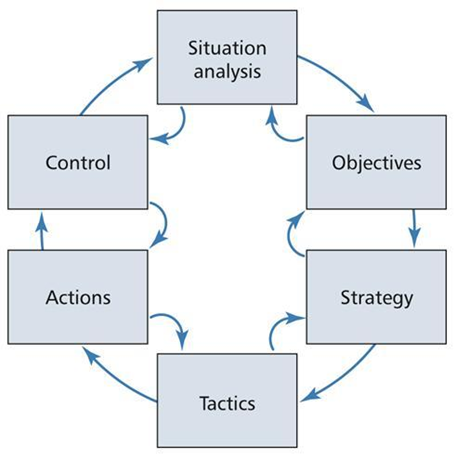 Situation
analysis
Control
Objectives
Actions
Strategy
Tactics